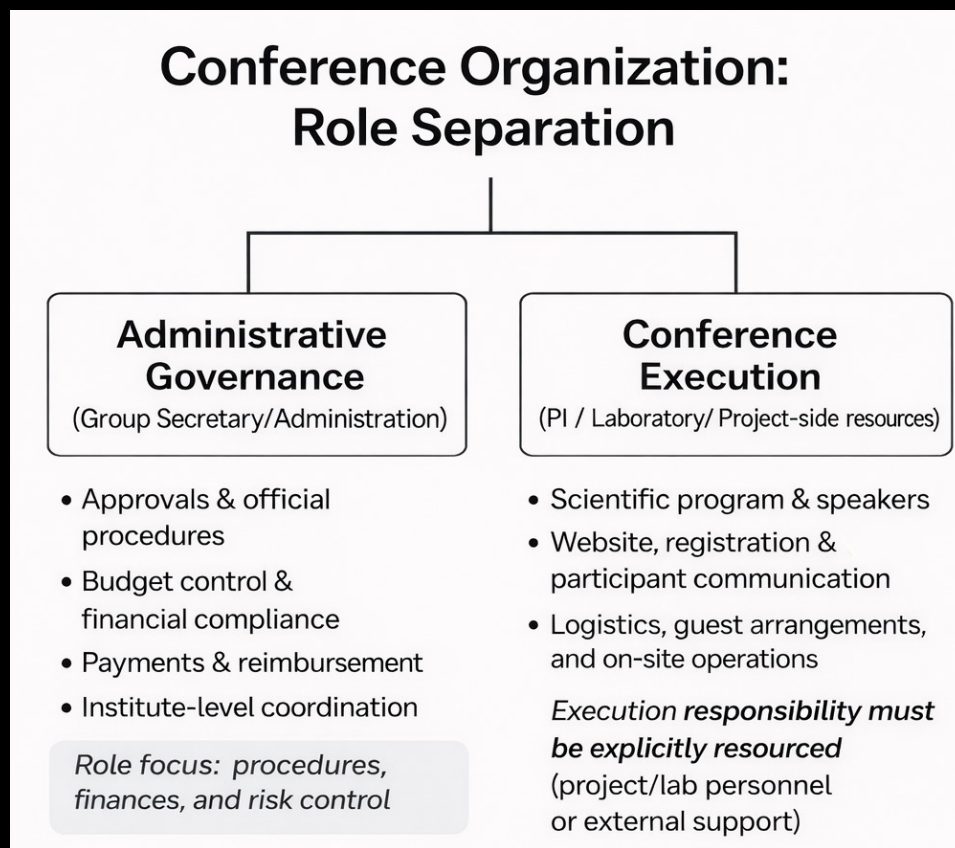 Conference Organization:
Role Separation
Administrative
Governance
(Group Secretary/Administration)
• Approvals & official
procedures
• Budget control &
financial compliance
• Payments & reimbursement
• Institute-level coordination
Role focus: procedures,
finances, and risk control
Conference
Execution
(PI / Laboratory/ Project-side resources)
• Scientific program & speakers
• Website, registration &
participant communication
• Logistics, guest arrangements,
and on-site operations
Execution responsibility must
be explicitly resourced
(project/lab personnel
or external support)